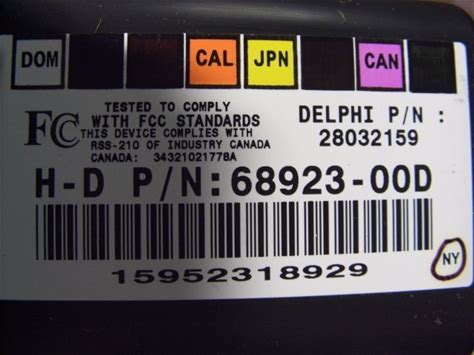 DOM CAL JPN CAN
FC
TESTED TO COMPLY
WITH FCC STANDARDS
THIS DEVICE COMPLIES WITH
RSS-210 OF INDUSTRY CANADA
CANADA: 34321021778A
DELPHI P/N :
28032159
H-D P/N:68923-00D
15952318929
NY